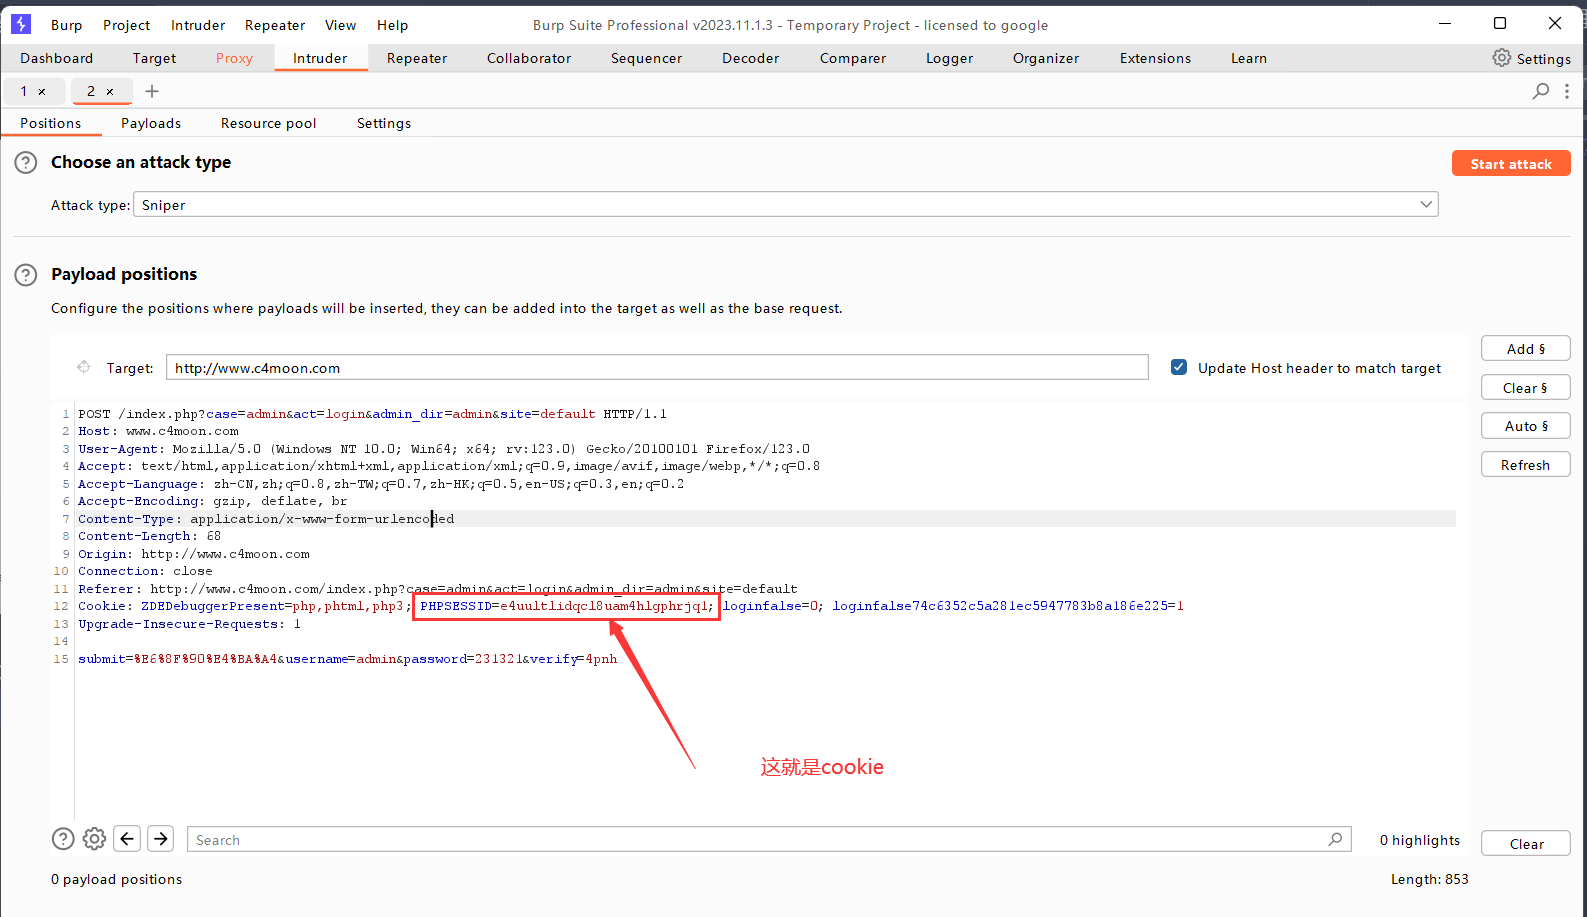 Burp Project Intruder Repeater View Help Burp Suite Professional v2023.11.1.3 - Temporary Project - licensed to google
Dashboard Target Proxy Intruder Repeater Collaborator Sequencer Decoder Comparer Logger Organizer Extensions Learn Settings
1 × 2 × +
Positions Payloads Resource pool Settings
? Choose an attack type Start attack
Attack type: Sniper
? Payload positions
Configure the positions where payloads will be inserted, they can be added into the target as well as the base request.
Target: http://www.c4moon.com Update Host header to match target
Add §
Clear §
Auto §
Refresh
1 POST /index.php?case=admin&act=login&admin_dir=admin&site=default HTTP/1.1
2 Host: www.c4moon.com
3 User-Agent: Mozilla/5.0 (Windows NT 10.0; Win64; x64; rv:123.0) Gecko/20100101 Firefox/123.0
4 Accept: text/html,application/xhtml+xml,application/xml;q=0.9,image/avif,image/webp,*/*;q=0.8
5 Accept-Language: zh-CN,zh;q=0.8,zh-TW;q=0.7,zh-HK;q=0.5,en-US;q=0.3,en;q=0.2
6 Accept-Encoding: gzip, deflate, br
7 Content-Type: application/x-www-form-urlencoded
8 Content-Length: 68
9 Origin: http://www.c4moon.com
10 Connection: close
11 Referer: http://www.c4moon.com/index.php?case=admin&act=login&admin_dir=admin&site=default
12 Cookie: ZDEDebuggerPresent=php,phtml,php3; PHPSESSID=e4uultlidqcl8uam4hlgphrjq1; loginfalse=0; loginfalse74c6352c5a281ec5947783b8a186e225=1
13 Upgrade-Insecure-Requests: 1
14
15 submit=%E6%8F%90%E4%BA%A4&username=admin&password=231321&verify=4pnh
这就是cookie
? Search 0 highlights Clear
0 payload positions Length: 853